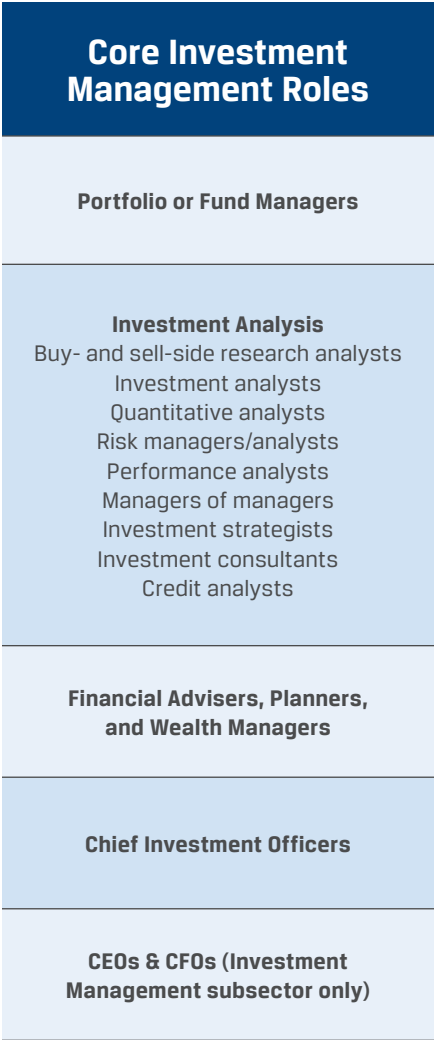 Core Investment
Management Roles
Portfolio or Fund Managers
Investment Analysis
Buy- and sell-side research analysts
Investment analysts
Quantitative analysts
Risk managers/analysts
Performance analysts
Managers of managers
Investment strategists
Investment consultants
Credit analysts
Financial Advisers, Planners,
and Wealth Managers
Chief Investment Officers
CEOs & CFOs (Investment
Management subsector only)